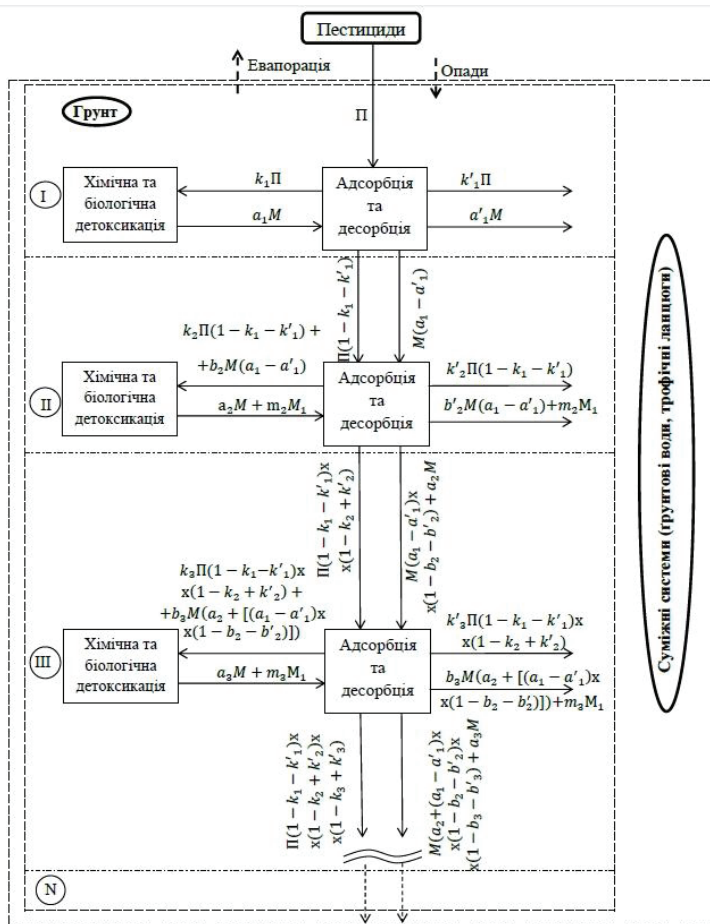 Пестициди
Евапорація
Опади
Грунт
П
I
Хімічна та
біологічна
детоксикація
k₁П
a₁M
Адсорбція
та
десорбція
k′₁П
a′₁M
П(1 − k₁ − k′₁)
M(a₁ − a′₁)
II
Хімічна та
біологічна
детоксикація
k₂П(1 − k₁ − k′₁) +
+b₂M(a₁ − a′₁)
a₂M + m₂M₁
Адсорбція
та
десорбція
k′₂П(1 − k₁ − k′₁)
b′₂M(a₁ − a′₁)+m₂M₁
П(1 − k₁ − k′₁)x
x(1 − k₂ + k′₂)
M(a₁ − a′₁)x
x(1 − b₂ − b′₂) + a₂M
III
Хімічна та
біологічна
детоксикація
k₃П(1 − k₁−k′₁)x
x(1 − k₂ + k′₂) +
+b₃M(a₂ + [(a₁ − a′₁)x
x(1 − b₂ − b′₂)])
a₃M + m₃M₁
Адсорбція
та
десорбція
k′₃П(1 − k₁ − k′₁)x
x(1 − k₂ + k′₂)
b₃M(a₂ + [(a₁ − a′₁)x
x(1 − b₂ − b′₂)])+m₃M₁
П(1 − k₁ − k′₁)x
x(1 − k₂ + k′₂)x
x(1 − k₃ + k′₃)
M(a₂+(a₁ − a′₁)x
x(1 − b₂ − b′₂)x
x(1 − b₃ − b′₃) + a₃M
N
Суміжні системи (ґрунтові води, трофічні ланцюги)